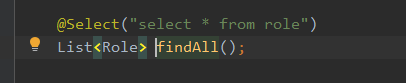 @Select("select * from role")
List<Role> findAll();